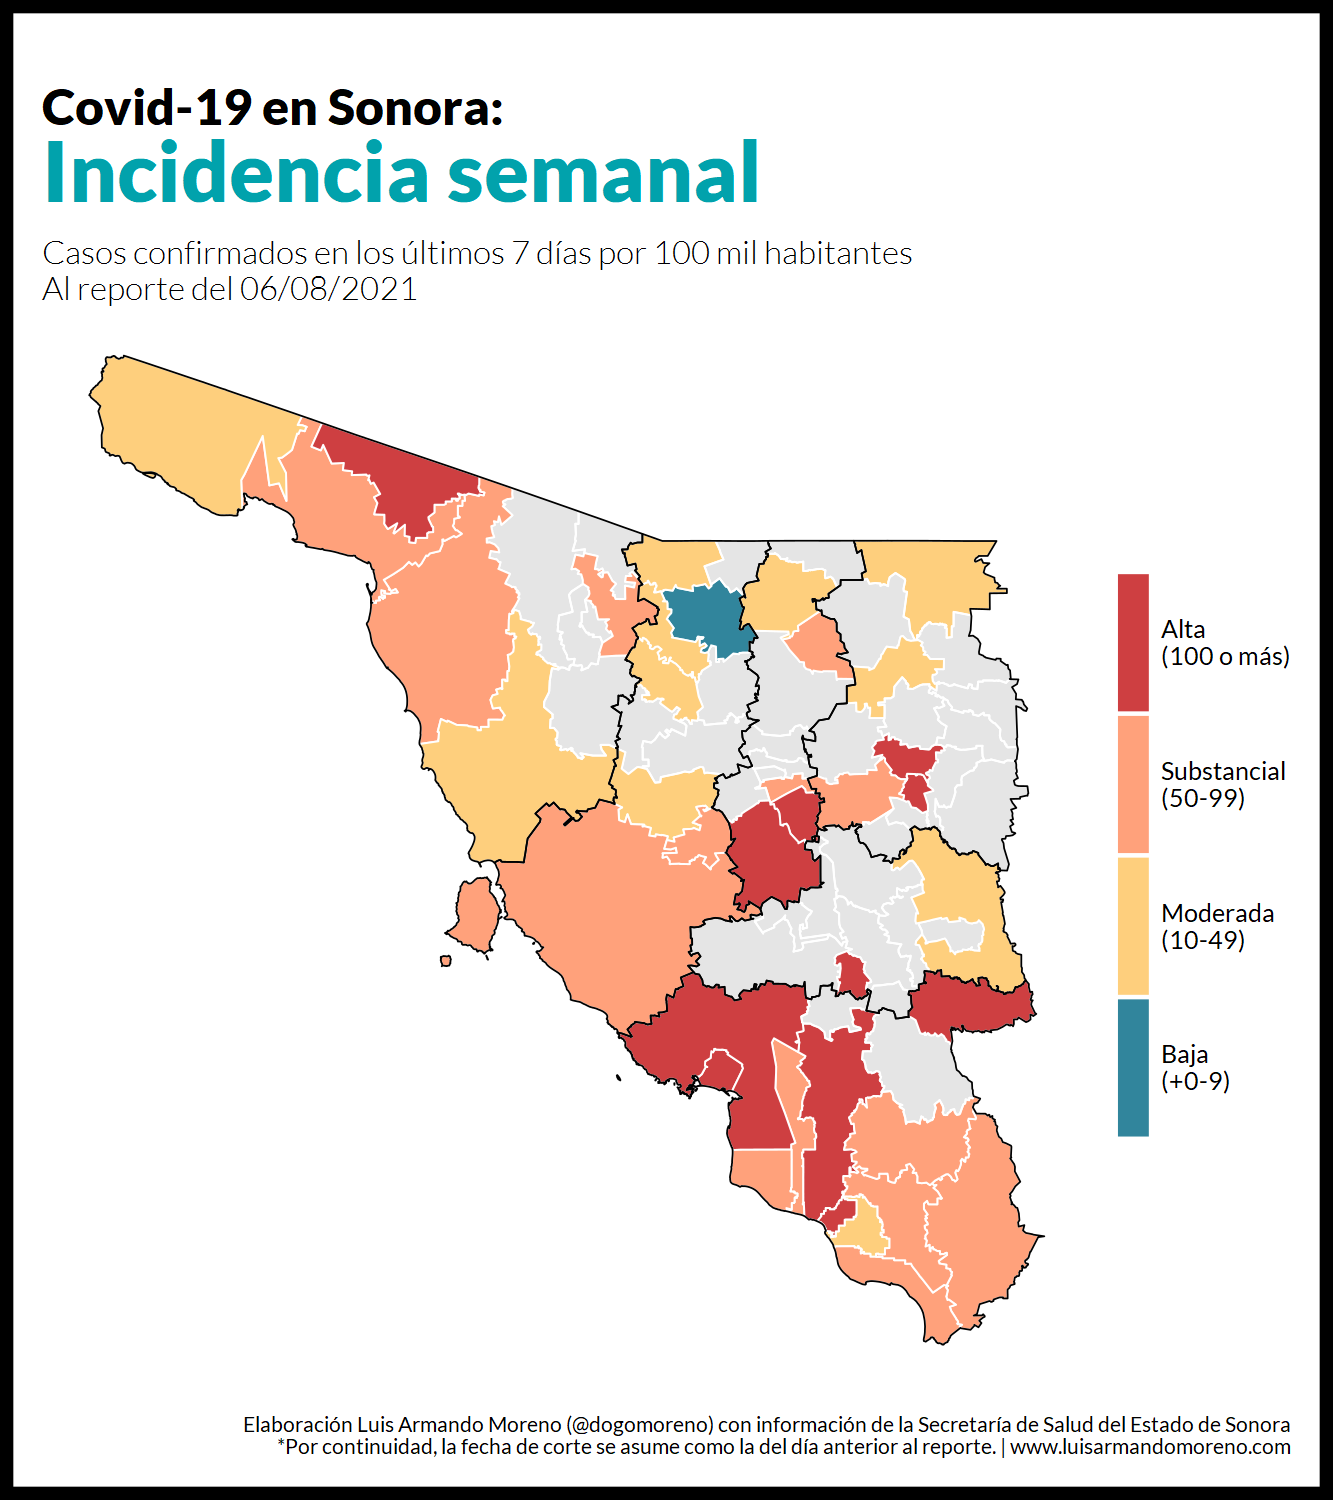 Covid-19 en Sonora:
Incidencia semanal
Casos confirmados en los últimos 7 días por 100 mil habitantes
Al reporte del 06/08/2021
Alta
(100 o más)
Substancial
(50-99)
Moderada
(10-49)
Baja
(+0-9)
Elaboración Luis Armando Moreno (@dogomoreno) con información de la Secretaría de Salud del Estado de Sonora
*Por continuidad, la fecha de corte se asume como la del día anterior al reporte. | www.luisarmandomoreno.com